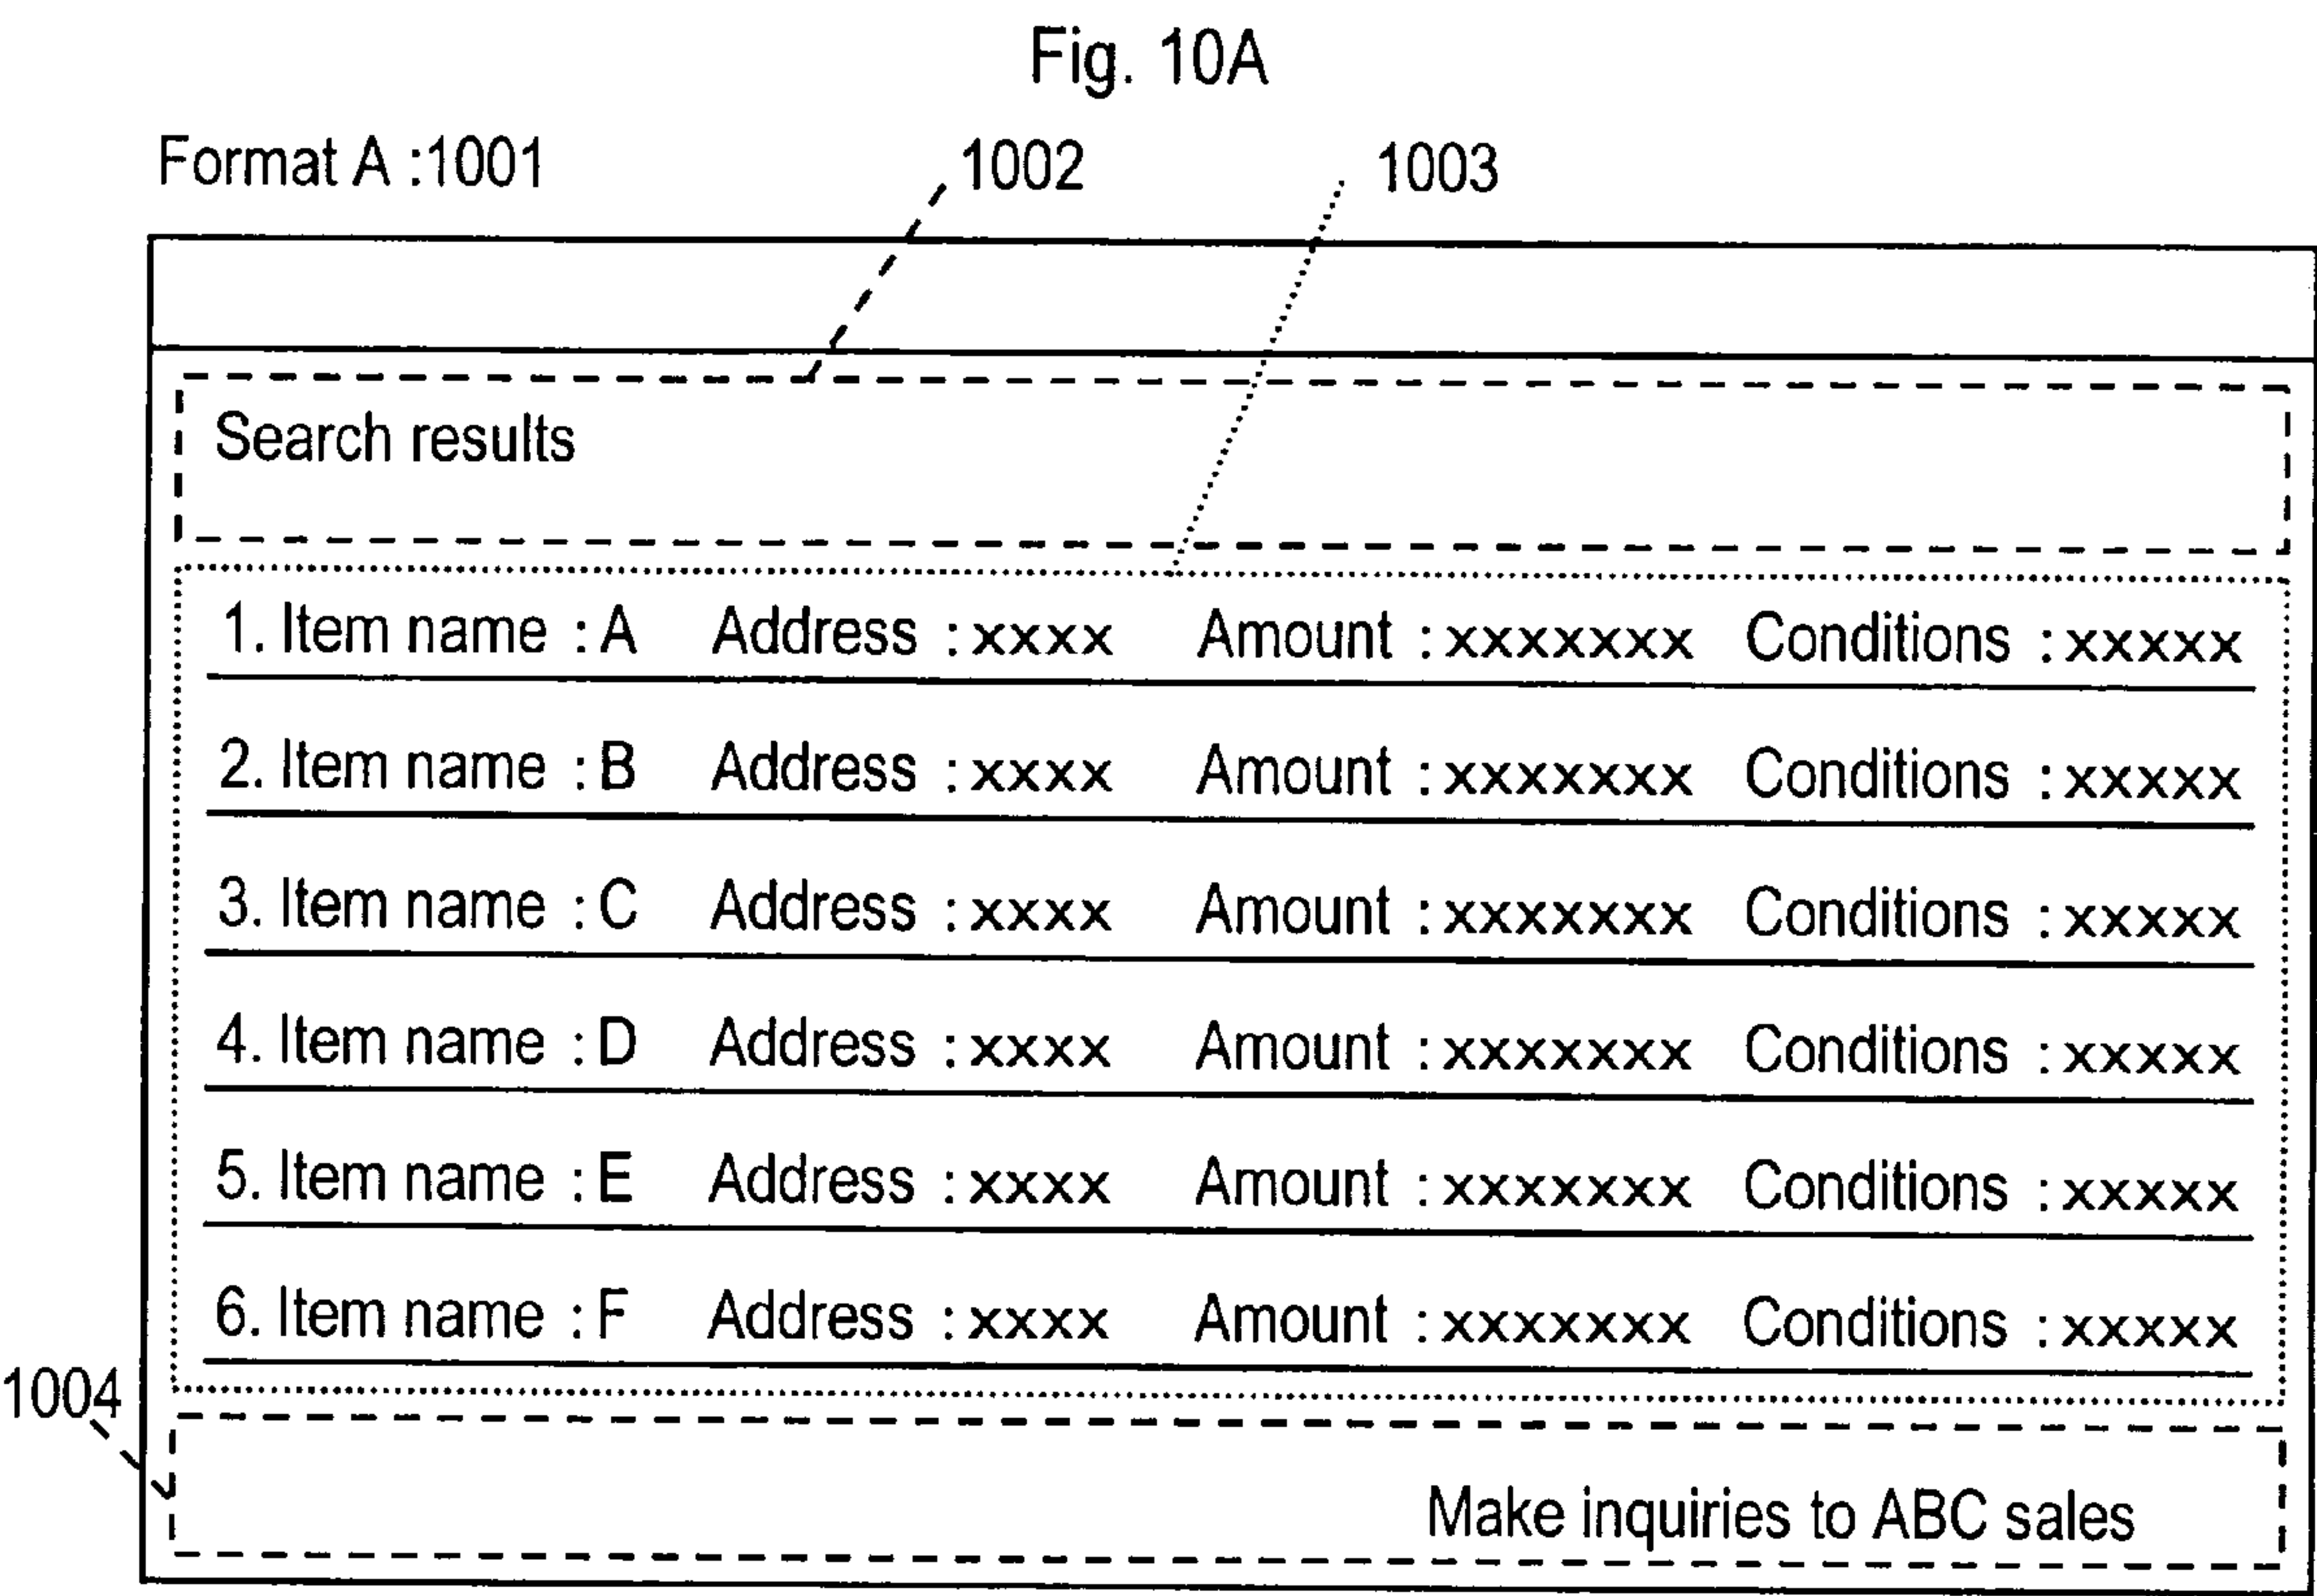 Fig. 10A
Format A :1001
1002
1003
Search results
1. Item name : A Address : xxxx Amount : xxxxxxx Conditions : xxxxx
2. Item name : B Address : xxxx Amount : xxxxxxx Conditions : xxxxx
3. Item name : C Address : xxxx Amount : xxxxxxx Conditions : xxxxx
4. Item name : D Address : xxxx Amount : xxxxxxx Conditions : xxxxx
5. Item name : E Address : xxxx Amount : xxxxxxx Conditions : xxxxx
6. Item name : F Address : xxxx Amount : xxxxxxx Conditions : xxxxx
1004
Make inquiries to ABC sales